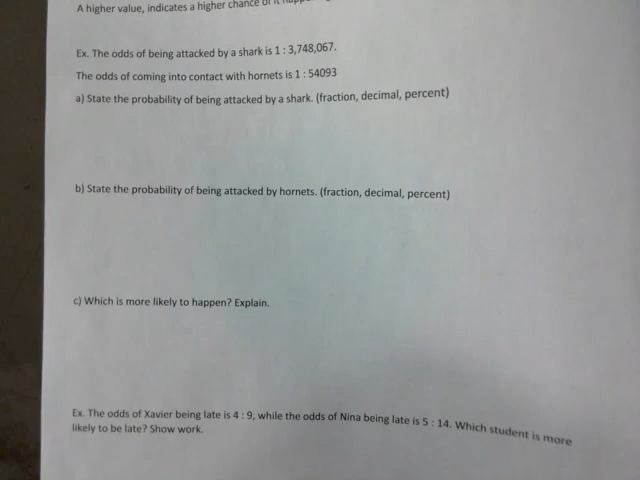 A higher value, indicates a higher chance of it
Ex. The odds of being attacked by a shark is 1 : 3,748,067.
The odds of coming into contact with hornets is 1 : 54093
a) State the probability of being attacked by a shark. (fraction, decimal, percent)
b) State the probability of being attacked by hornets. (fraction, decimal, percent)
c) Which is more likely to happen? Explain.
Ex. The odds of Xavier being late is 4 : 9, while the odds of Nina being late is 5 : 14. Which student is more
likely to be late? Show work.